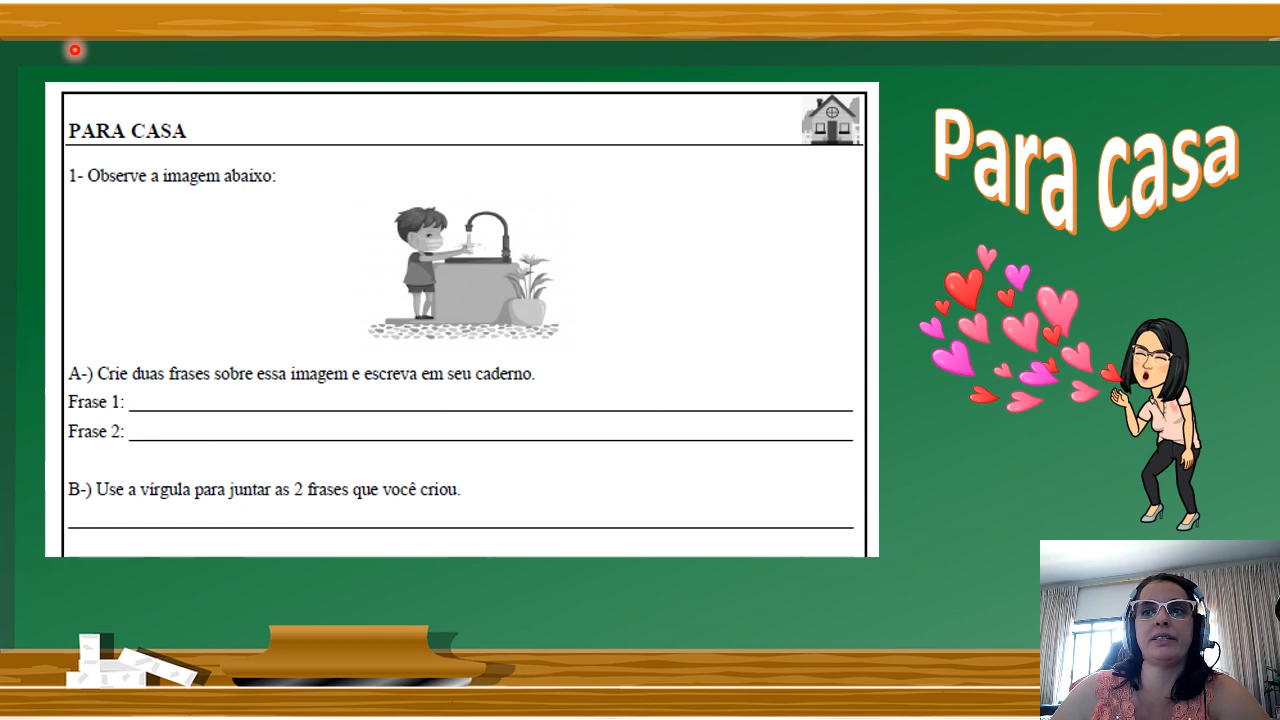 PARA CASA
1- Observe a imagem abaixo:
A-) Crie duas frases sobre essa imagem e escreva em seu caderno.
Frase 1:
Frase 2:
B-) Use a vírgula para juntar as 2 frases que você criou.
Para casa